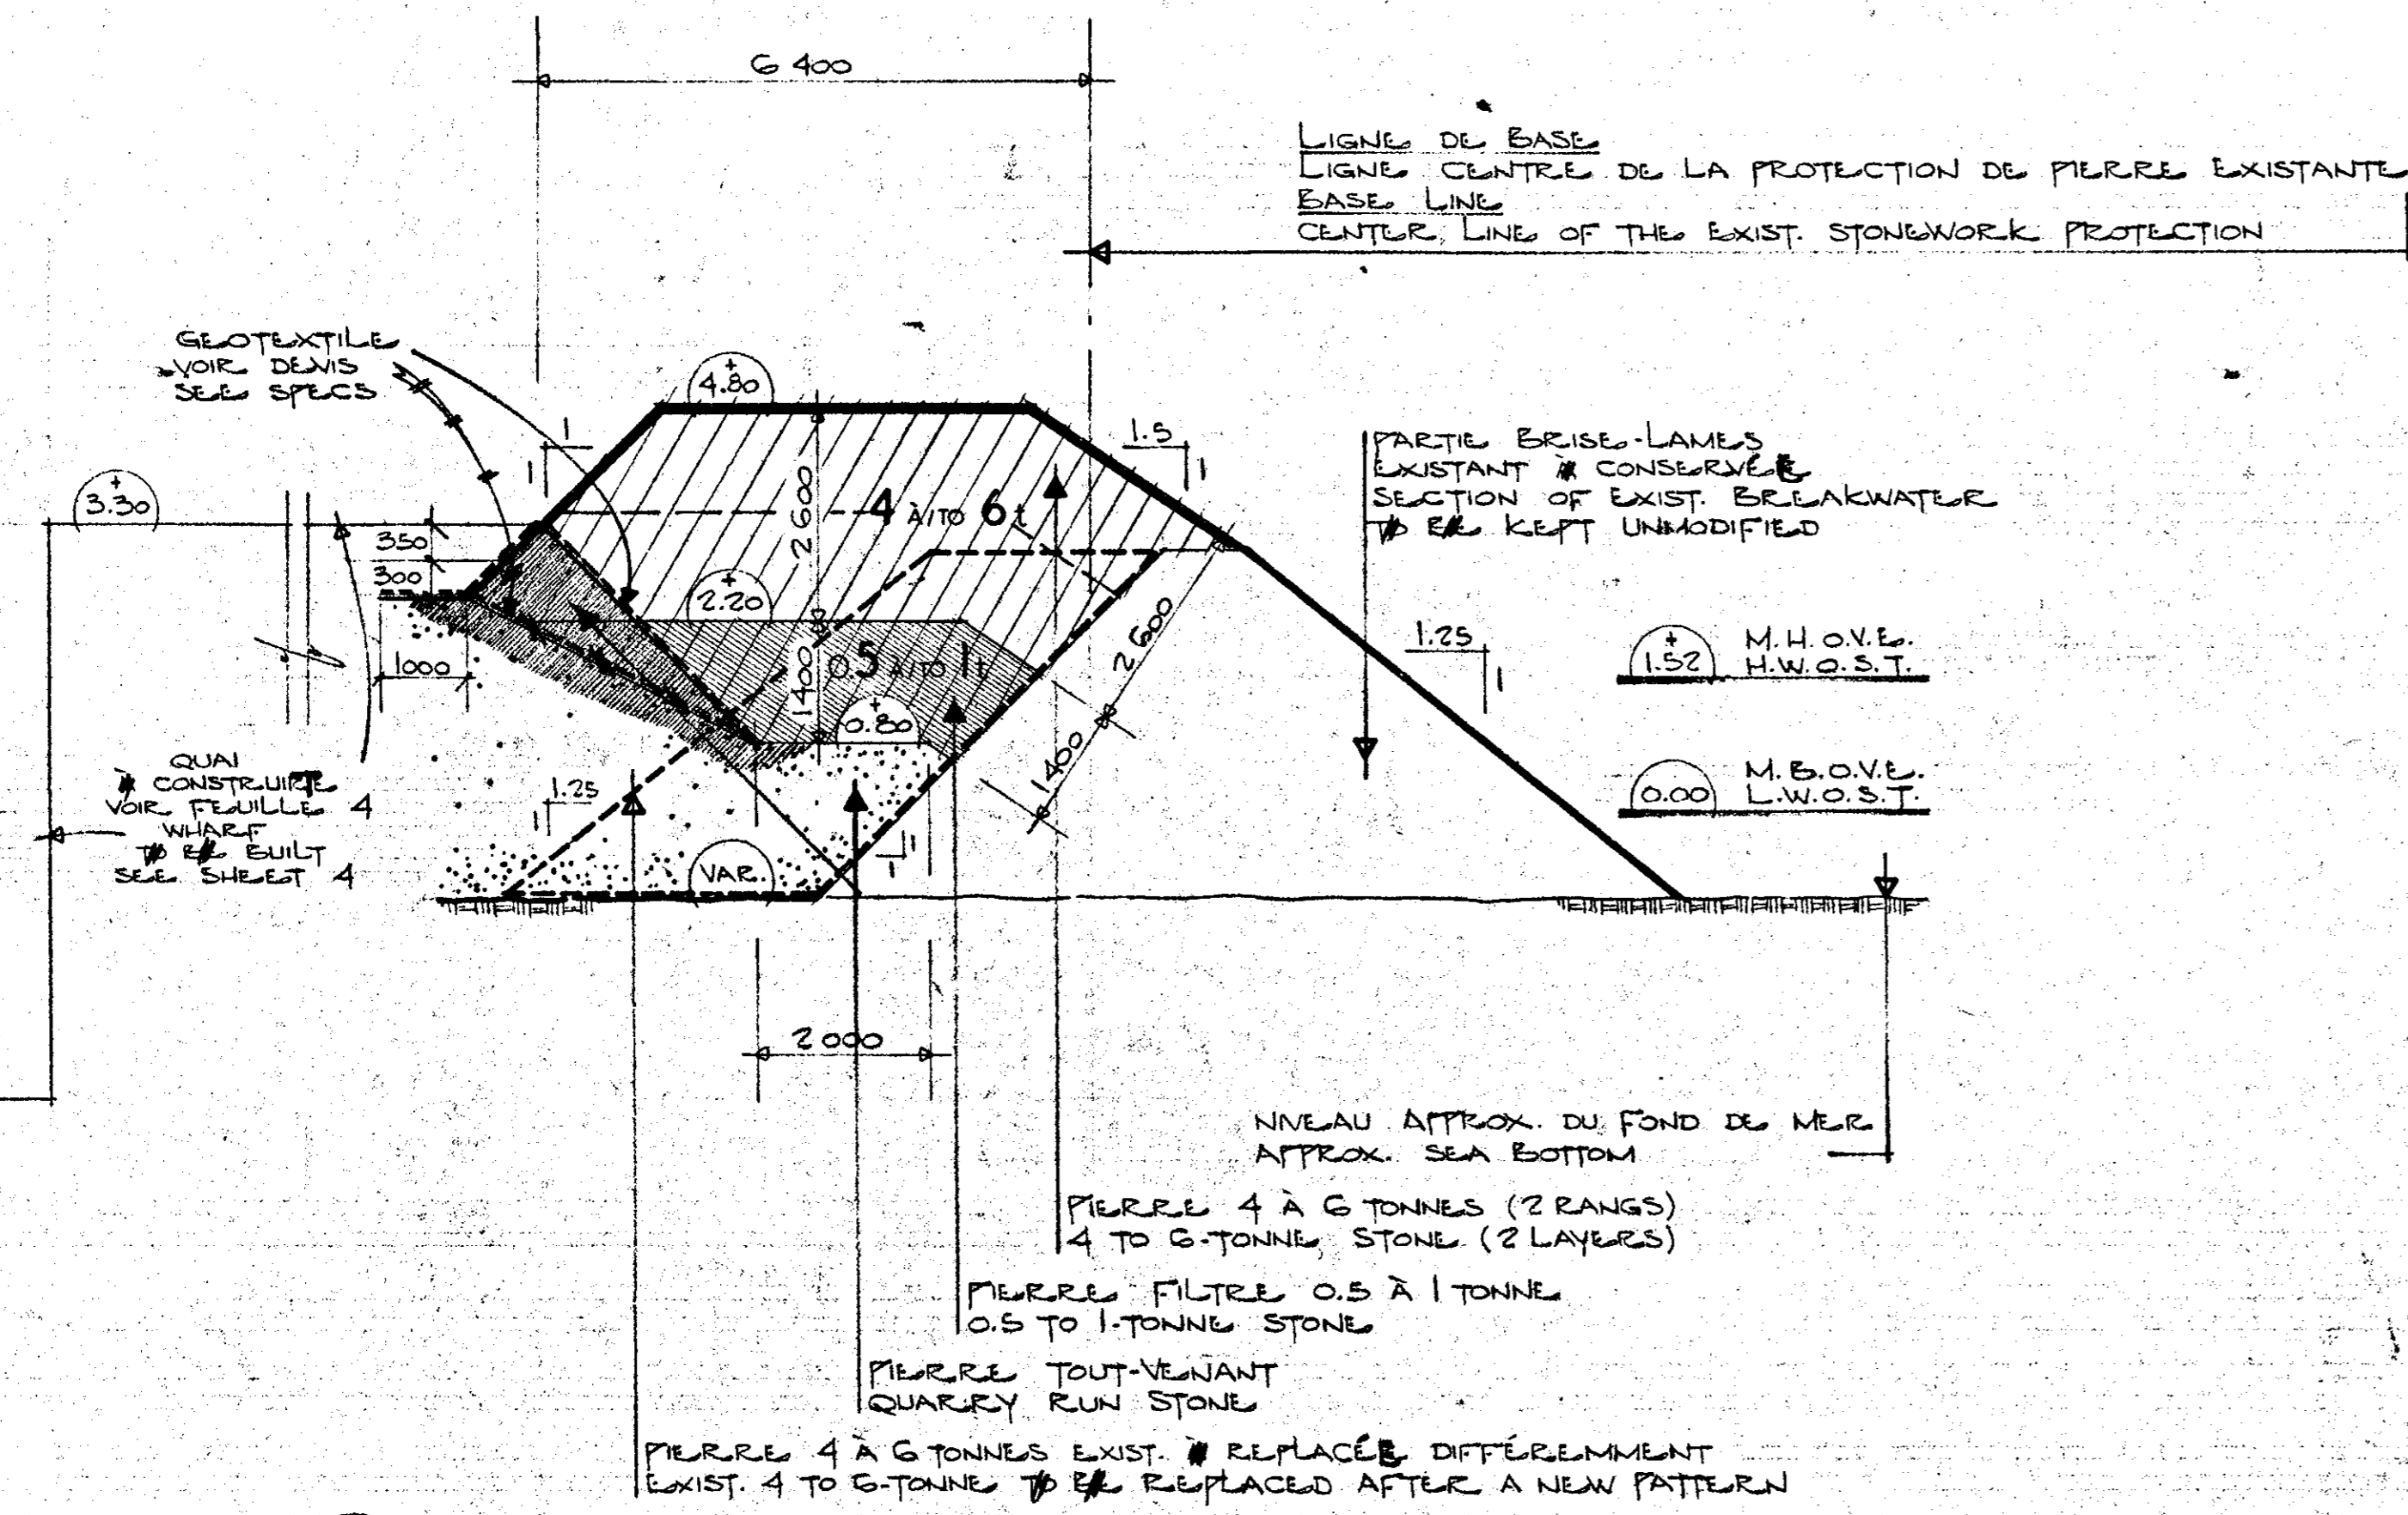 6 400
LIGNE DE BASE
LIGNE CENTRE DE LA PROTECTION DE PIERRE EXISTANTE
BASE LINE
CENTER LINE OF THE EXIST. STONEWORK PROTECTION
GEOTEXTILE
VOIR DEVIS
SEE SPECS
+
4.80
1
1
1.5
1
+
3.30
350
300
1000
2600
4 À/TO 6 t
PARTIE BRISE-LAMES
EXISTANT CONSERVÉE
SECTION OF EXIST. BREAKWATER
KEPT UNMODIFIED
+
2.20
1400
0.5 À/TO 1 t
+
0.80
2600
1400
1.25
1
+
1.52
M.H.O.V.E.
H.W.O.S.T.
0.00
M.B.O.V.E.
L.W.O.S.T.
QUAI
CONSTRUIT
VOIR FEUILLE 4
WHARF
BUILT
SEE SHEET 4
1.25
1
VAR.
1
1
2 000
NIVEAU APPROX. DU FOND DE MER
APPROX. SEA BOTTOM
PIERRE 4 À 6 TONNES (2 RANGS)
4 TO 6-TONNE STONE (2 LAYERS)
PIERRE FILTRE 0.5 À 1 TONNE
0.5 TO 1-TONNE STONE
PIERRE TOUT-VENANT
QUARRY RUN STONE
PIERRE 4 À 6 TONNES EXIST. REPLACÉE DIFFÉREMMENT
EXIST. 4 TO 6-TONNE REPLACED AFTER A NEW PATTERN